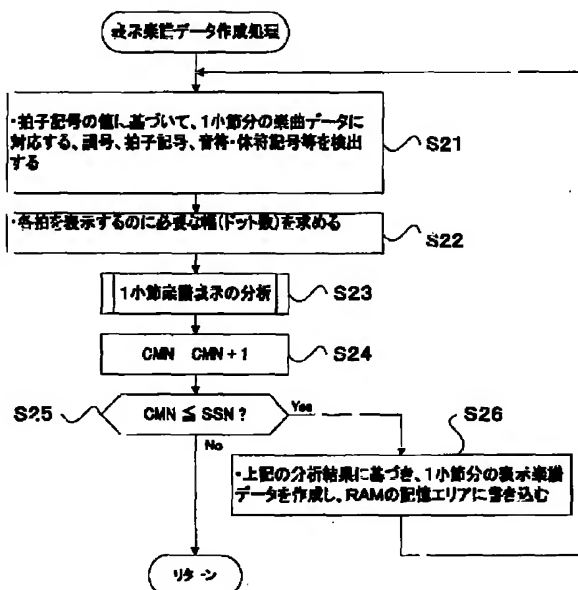 表示楽譜データ作成処理
・拍子記号の値に基づいて、1小節分の楽曲データに
対応する、調号、拍子記号、音符・体符記号等を検出
する
S21
・各拍を表示するのに必要な幅(ドット数)を求める
S22
1小節楽譜表示の分析
S23
CMN CMN + 1
S24
S25
CMN ≦ SSN ?
Yes
No
S26
・上記の分析結果に基づき、1小節分の表示楽譜
データを作成し、RAMの記憶エリアに書き込む
リターン